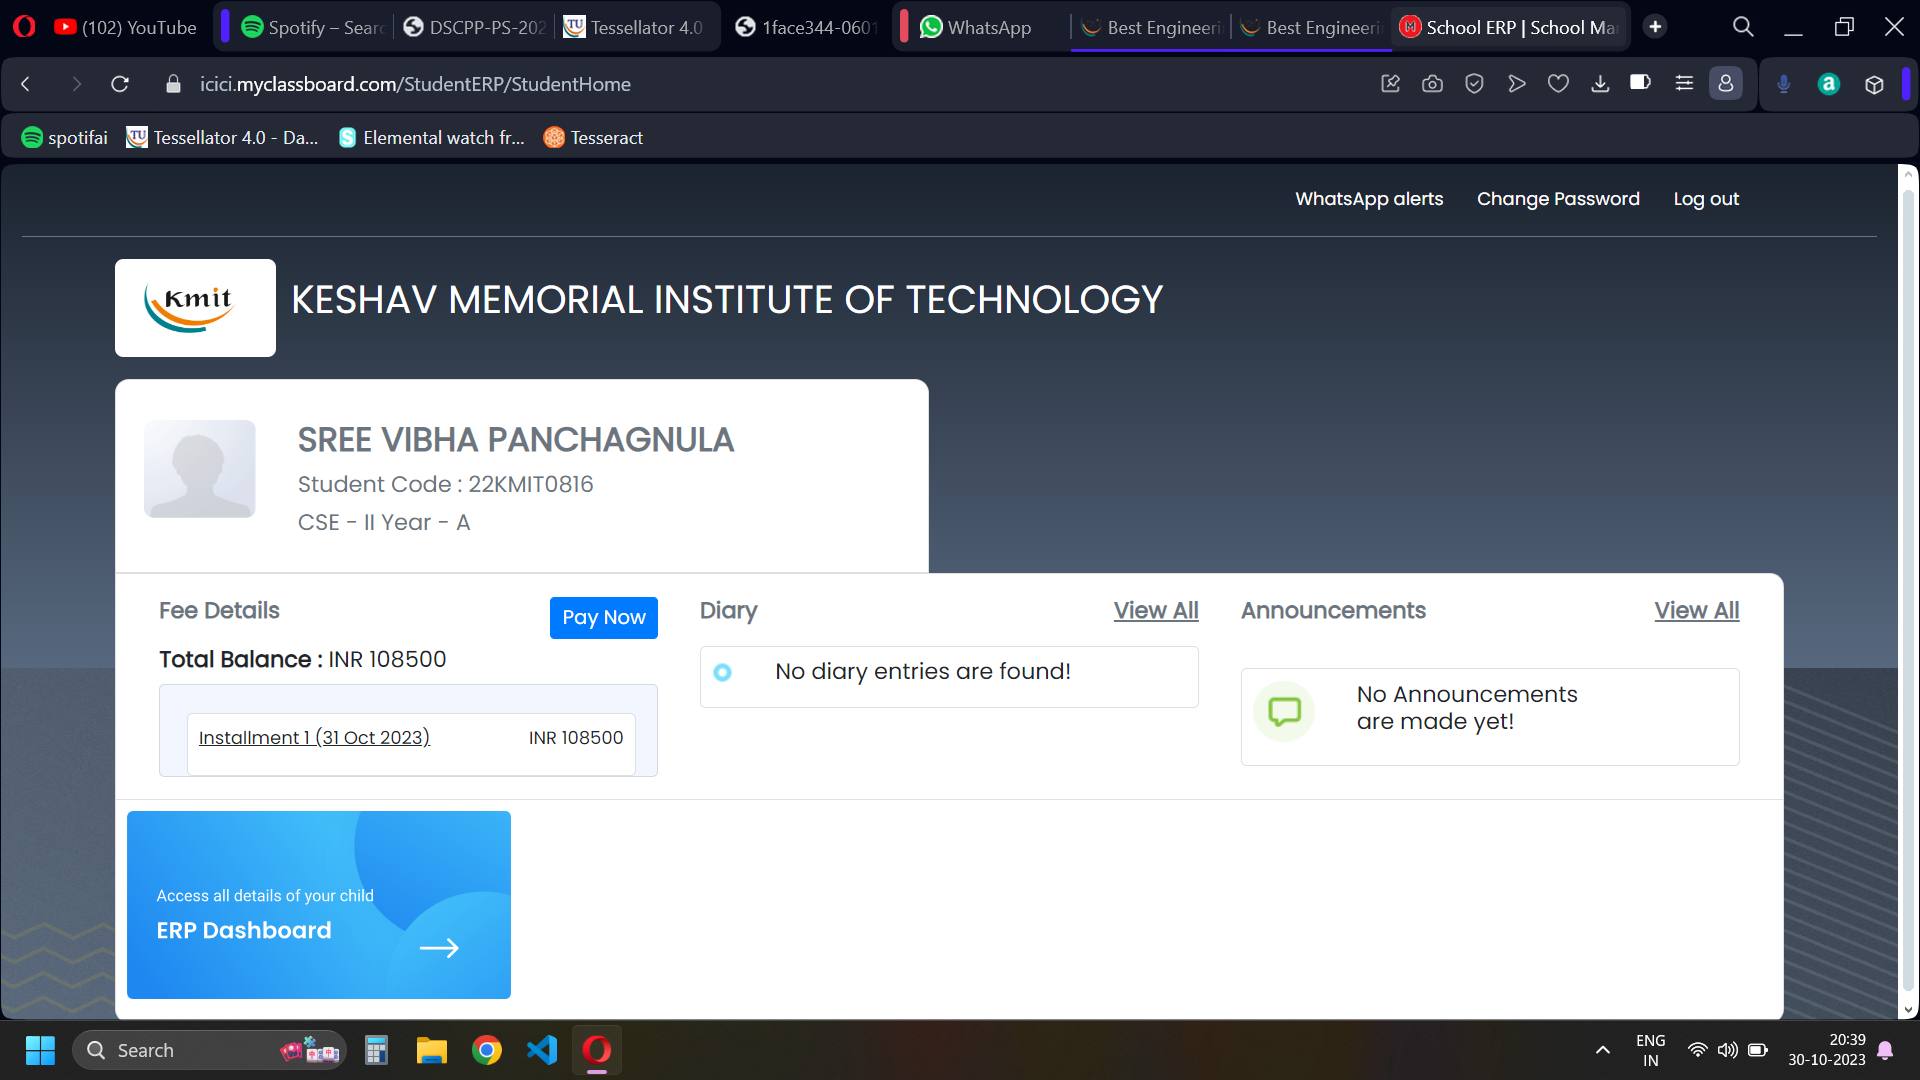 (102) YouTube
Spotify – Searc
DSCPP-PS-202
Tessellator 4.0
1face344-0601
WhatsApp
Best Engineeri
Best Engineeri
School ERP | School Ma
icici.myclassboard.com/StudentERP/StudentHome
spotifai
Tessellator 4.0 - Da...
Elemental watch fr...
Tesseract
WhatsApp alerts
Change Password
Log out
Kmit
KESHAV MEMORIAL INSTITUTE OF TECHNOLOGY
SREE VIBHA PANCHAGNULA
Student Code : 22KMIT0816
CSE - II Year - A
Fee Details
Pay Now
Total Balance : INR 108500
Installment 1 (31 Oct 2023)
INR 108500
Diary
View All
No diary entries are found!
Announcements
View All
No Announcements
are made yet!
Access all details of your child
ERP Dashboard
Search
ENG
IN
20:39
30-10-2023